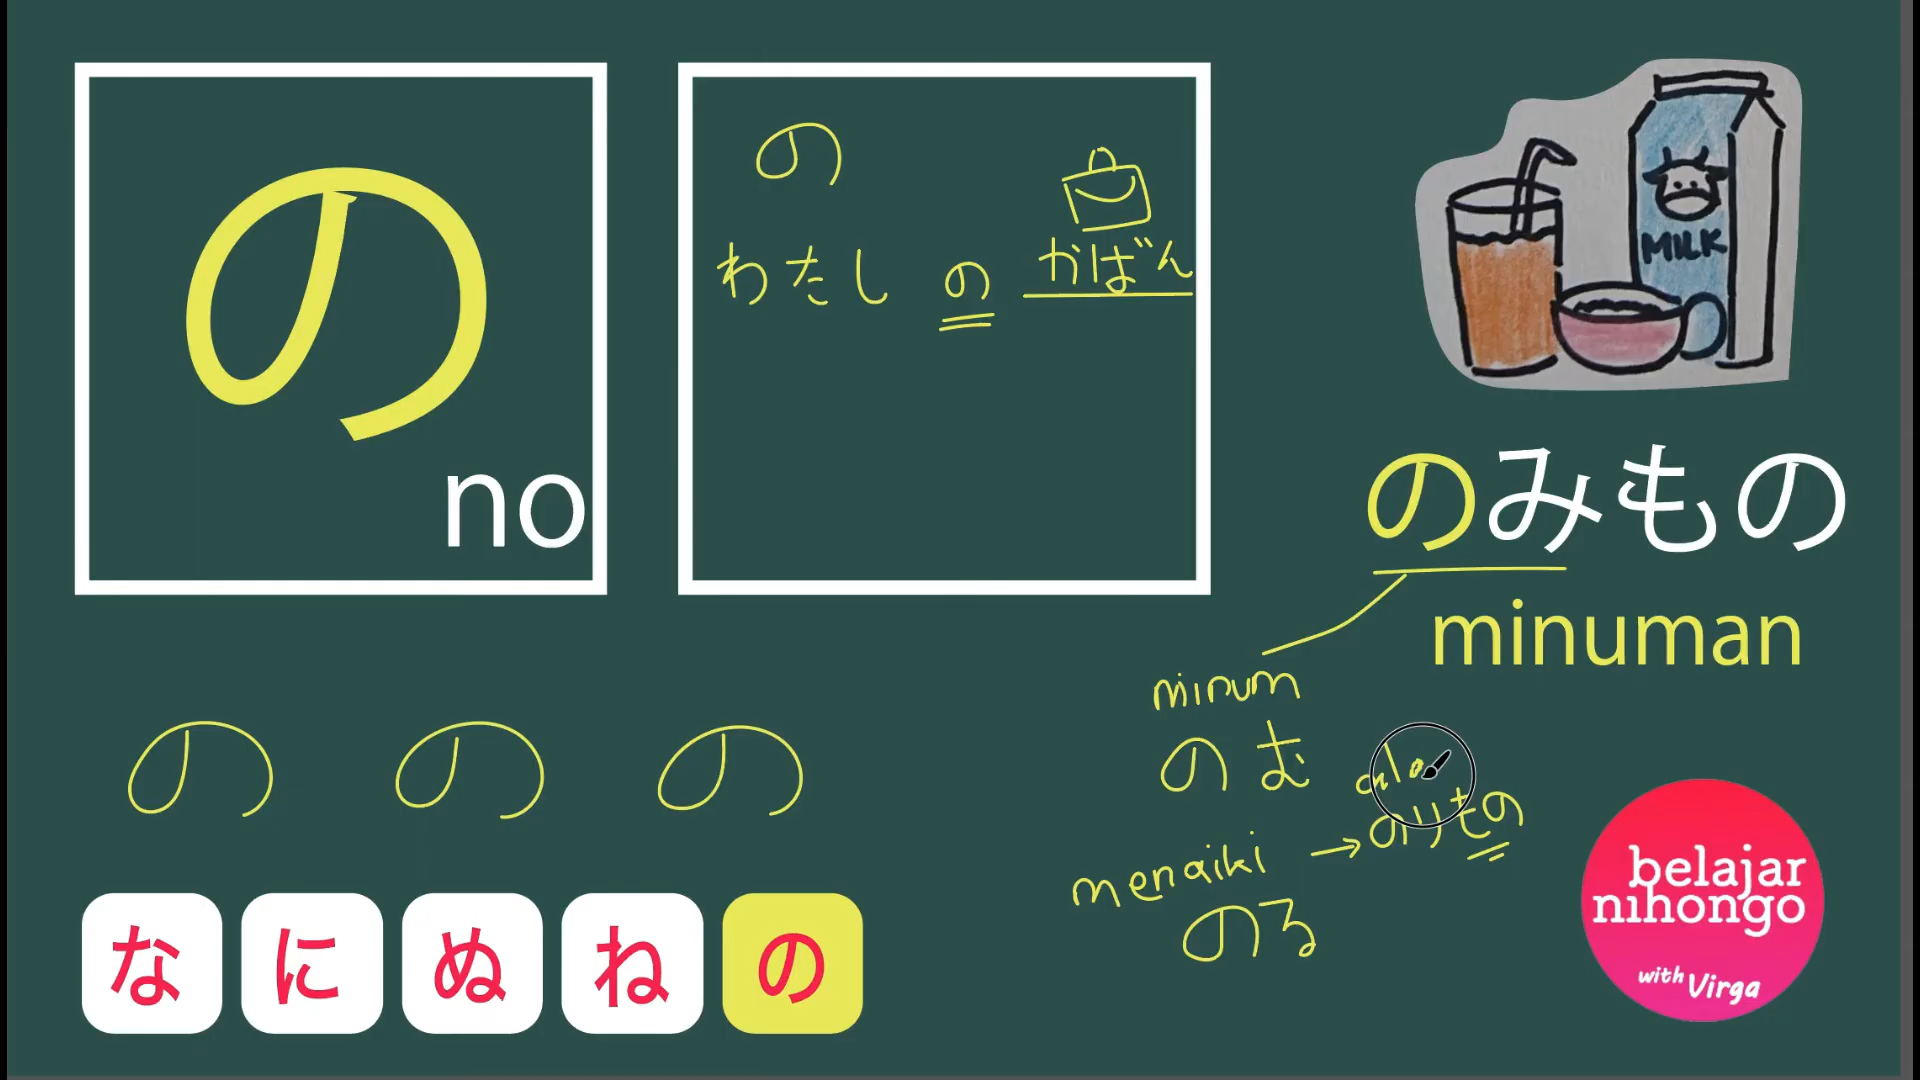 の
no
の
わたし の かばん
MILK
のみもの
minuman
minum
のむ
menaiki → のりもの
のる
の の の
な に ぬ ね の
belajar
nihongo
with Virga